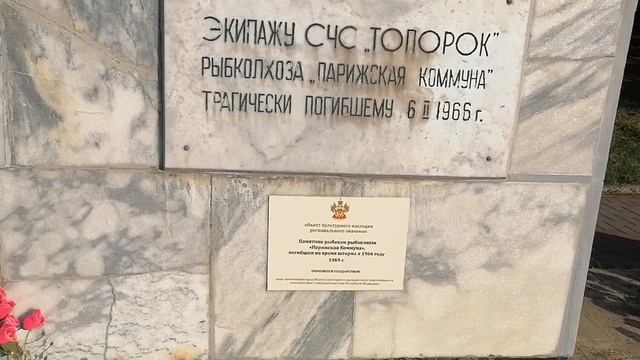 ЭКИПАЖУ СЧС „ТОПОРОК"
РЫБКОЛХОЗА „ПАРИЖСКАЯ КОММУНА"
ТРАГИЧЕСКИ ПОГИБШЕМУ 6 II 1966 г.
объект культурного наследия
регионального значения
Памятник рыбакам рыбколхоза
«Парижская Коммуна»,
погибшим во время шторма в 1966 году
1969 г.
ОХРАНЯЕТСЯ ГОСУДАРСТВОМ